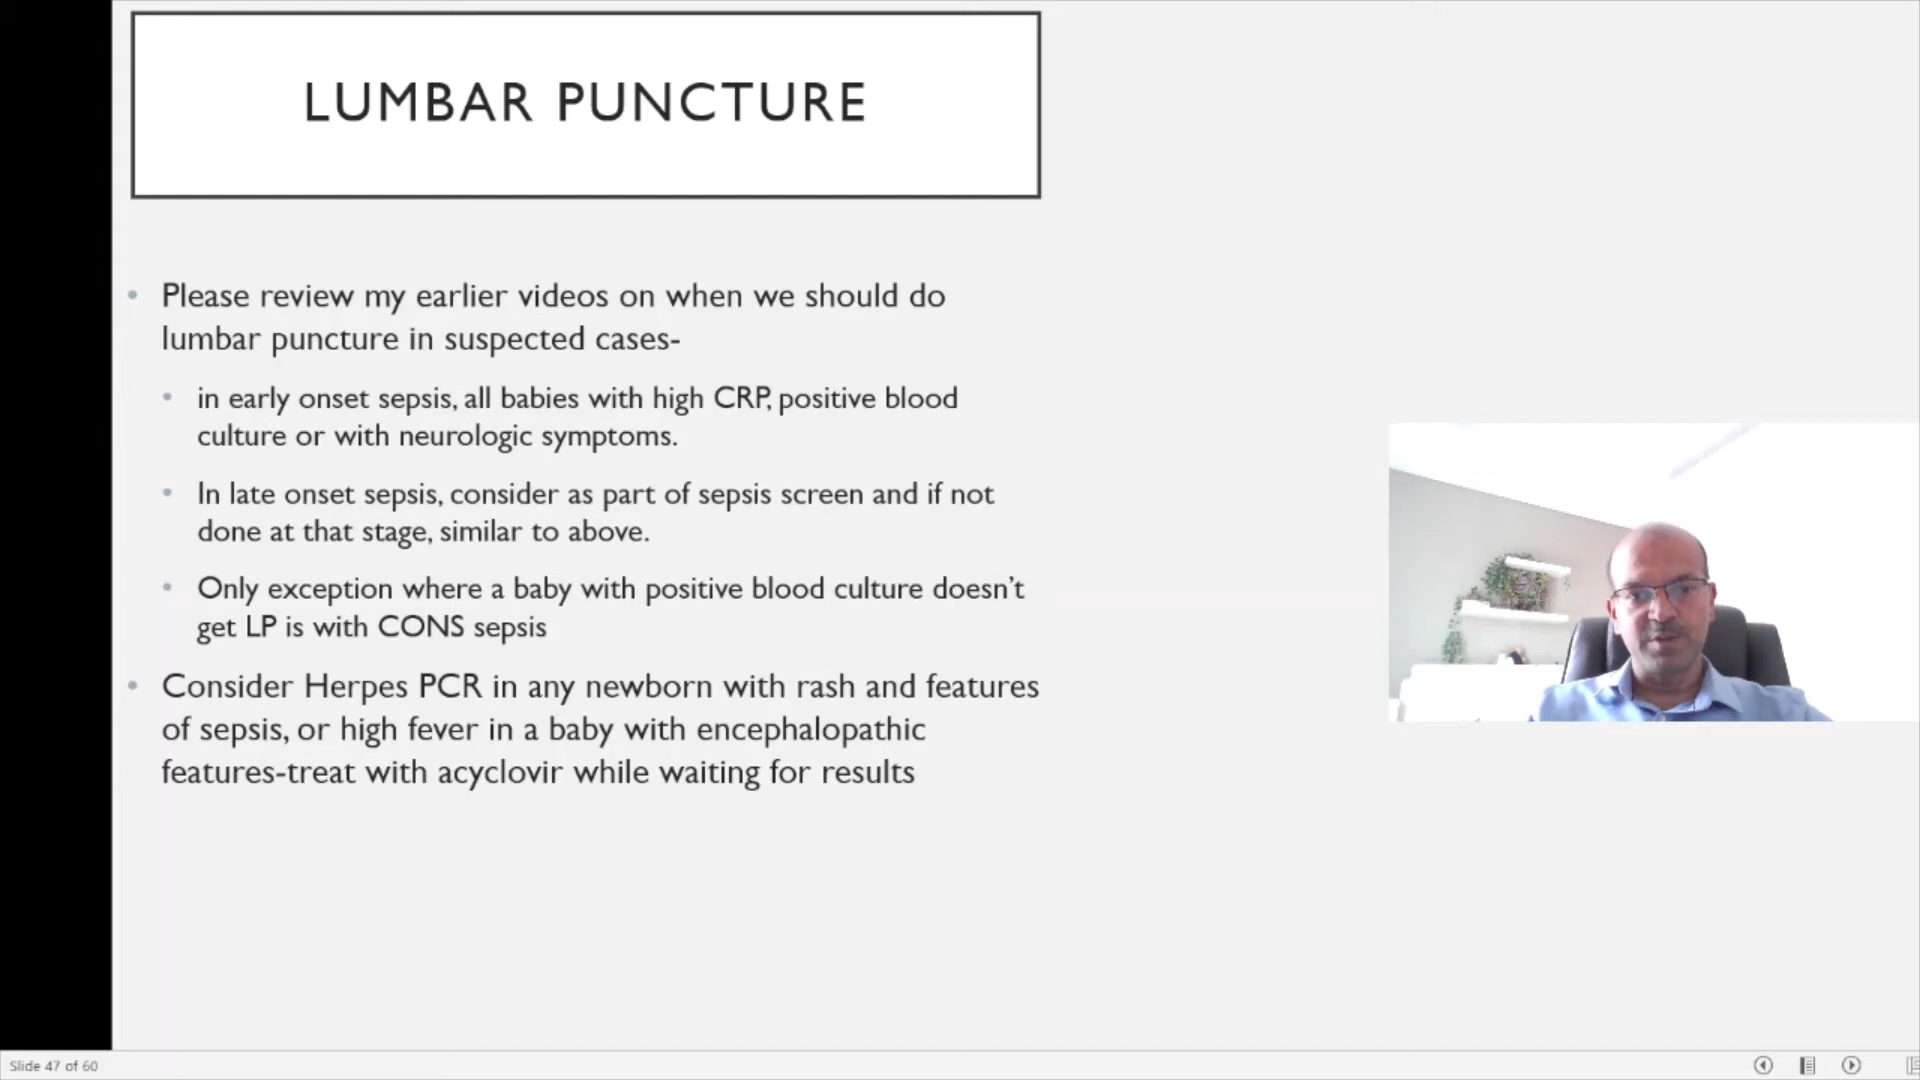 LUMBAR PUNCTURE
• Please review my earlier videos on when we should do
lumbar puncture in suspected cases-
• in early onset sepsis, all babies with high CRP, positive blood
culture or with neurologic symptoms.
• In late onset sepsis, consider as part of sepsis screen and if not
done at that stage, similar to above.
• Only exception where a baby with positive blood culture doesn’t
get LP is with CONS sepsis
• Consider Herpes PCR in any newborn with rash and features
of sepsis, or high fever in a baby with encephalopathic
features-treat with acyclovir while waiting for results
Slide 47 of 60